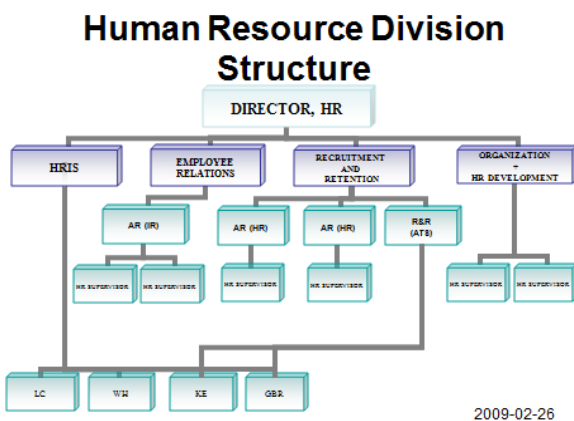 Human Resource Division
Structure
DIRECTOR, HR
HRIS
EMPLOYEE
RELATIONS
RECRUITMENT
AND
RETENTION
ORGANIZATION
+
HR DEVELOPMENT
AR (IR)
AR (HR)
AR (HR)
R&R
(ATS)
HR SUPERVISOR
HR SUPERVISOR
HR SUPERVISOR
HR SUPERVISOR
HR SUPERVISOR
HR SUPERVISOR
LC
WH
KE
GBR
2009-02-26